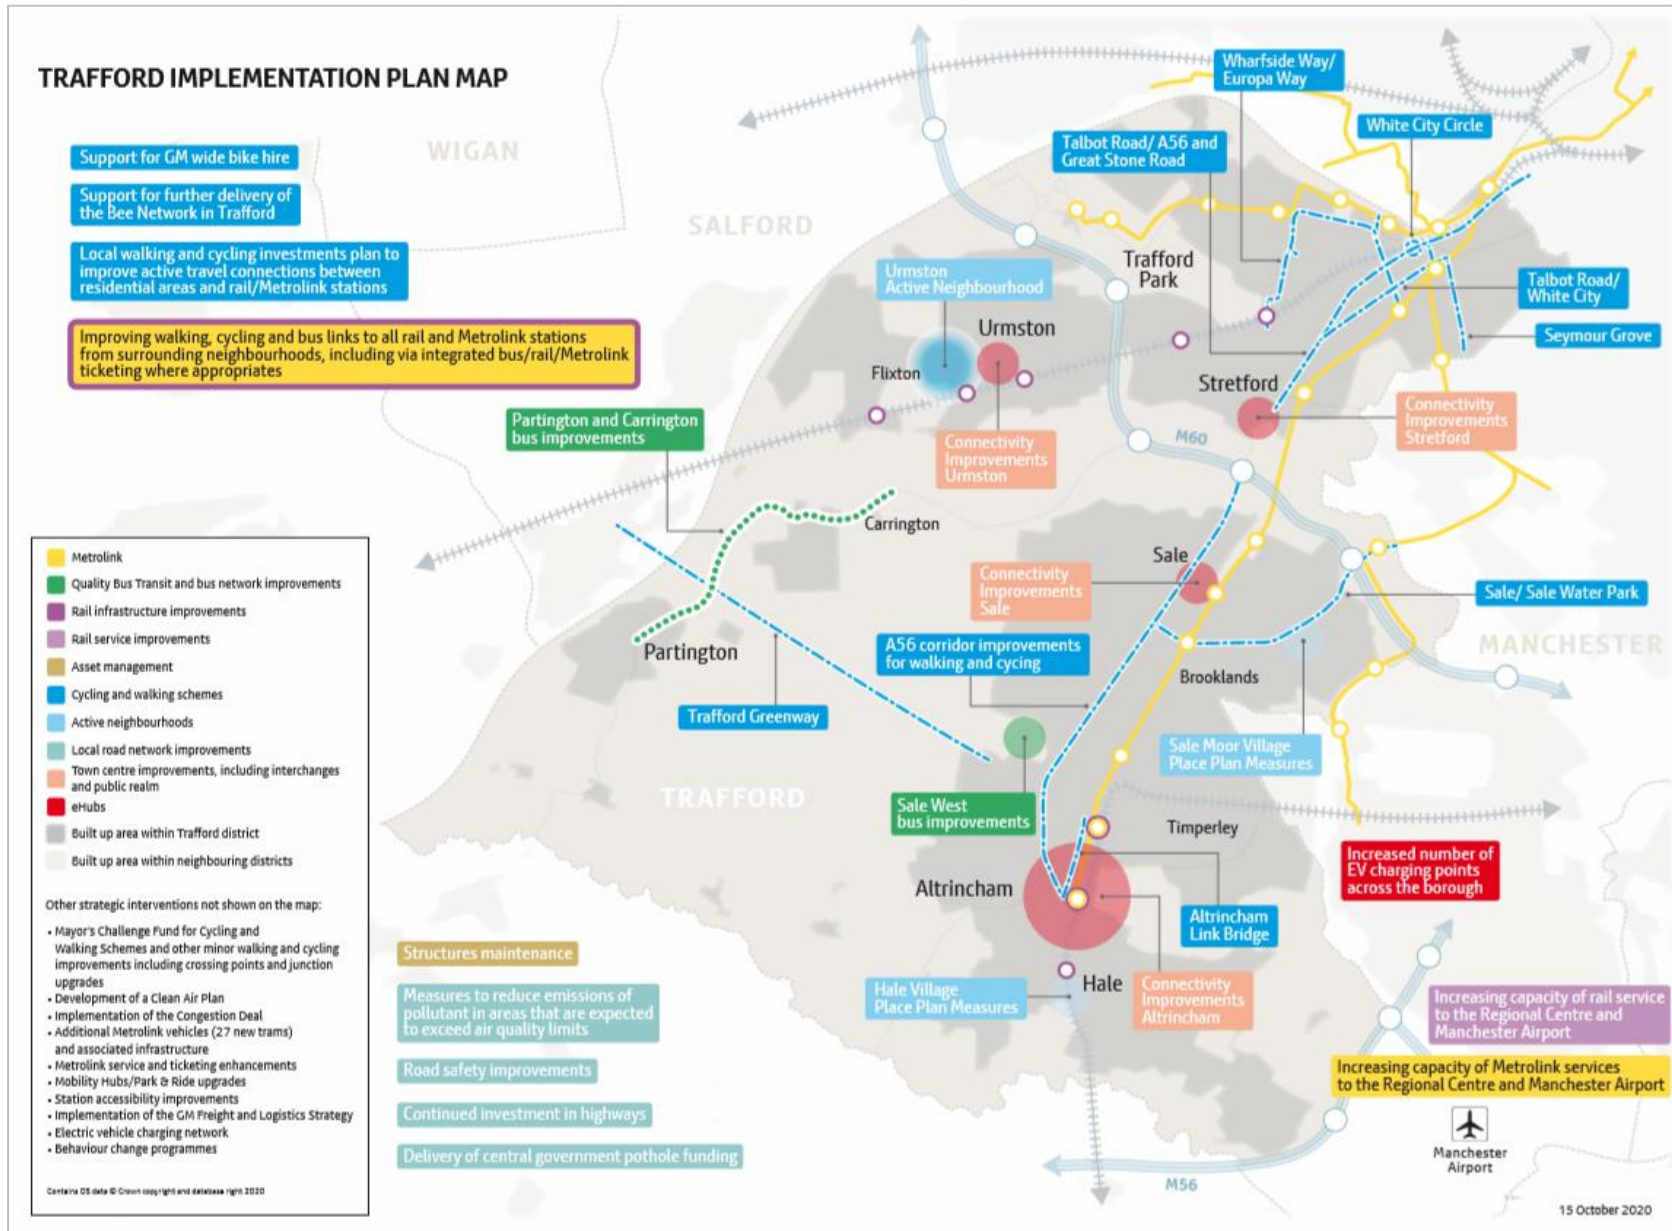 TRAFFORD IMPLEMENTATION PLAN MAP
WIGAN
SALFORD
MANCHESTER
TRAFFORD
Support for GM wide bike hire
Support for further delivery of
the Bee Network in Trafford
Local walking and cycling investments plan to
improve active travel connections between
residential areas and rail/Metrolink stations
Improving walking, cycling and bus links to all rail and Metrolink stations
from surrounding neighbourhoods, including via integrated bus/rail/Metrolink
ticketing where appropriates
Wharfside Way/
Europa Way
White City Circle
Talbot Road/ A56 and
Great Stone Road
Trafford
Park
Talbot Road/
White City
Seymour Grove
Urmston
Active Neighbourhood
Urmston
Flixton
Stretford
Connectivity
Improvements
Stretford
Connectivity
Improvements
Urmston
M60
Partington and Carrington
bus improvements
Carrington
Partington
Trafford Greenway
Sale
Connectivity
Improvements
Sale
Sale/ Sale Water Park
A56 corridor improvements
for walking and cycing
Brooklands
Sale Moor Village
Place Plan Measures
Sale West
bus improvements
Timperley
Altrincham
Altrincham
Link Bridge
Increased number of
EV charging points
across the borough
Hale Village
Place Plan Measures
Hale
Connectivity
Improvements
Altrincham
Increasing capacity of rail service
to the Regional Centre and
Manchester Airport
Increasing capacity of Metrolink services
to the Regional Centre and Manchester Airport
Manchester
Airport
M56
Structures maintenance
Measures to reduce emissions of
pollutant in areas that are expected
to exceed air quality limits
Road safety improvements
Continued investment in highways
Delivery of central government pothole funding
Metrolink
Quality Bus Transit and bus network improvements
Rail infrastructure improvements
Rail service improvements
Asset management
Cycling and walking schemes
Active neighbourhoods
Local road network improvements
Town centre improvements, including interchanges
and public realm
eHubs
Built up area within Trafford district
Built up area within neighbouring districts
Other strategic interventions not shown on the map:
• Mayor's Challenge Fund for Cycling and
Walking Schemes and other minor walking and cycling
improvements including crossing points and junction
upgrades
• Development of a Clean Air Plan
• Implementation of the Congestion Deal
• Additional Metrolink vehicles (27 new trams)
and associated infrastructure
• Metrolink service and ticketing enhancements
• Mobility Hubs/Park & Ride upgrades
• Station accessibility improvements
• Implementation of the GM Freight and Logistics Strategy
• Electric vehicle charging network
• Behaviour change programmes
Contains OS data © Crown copyright and database right 2020
15 October 2020